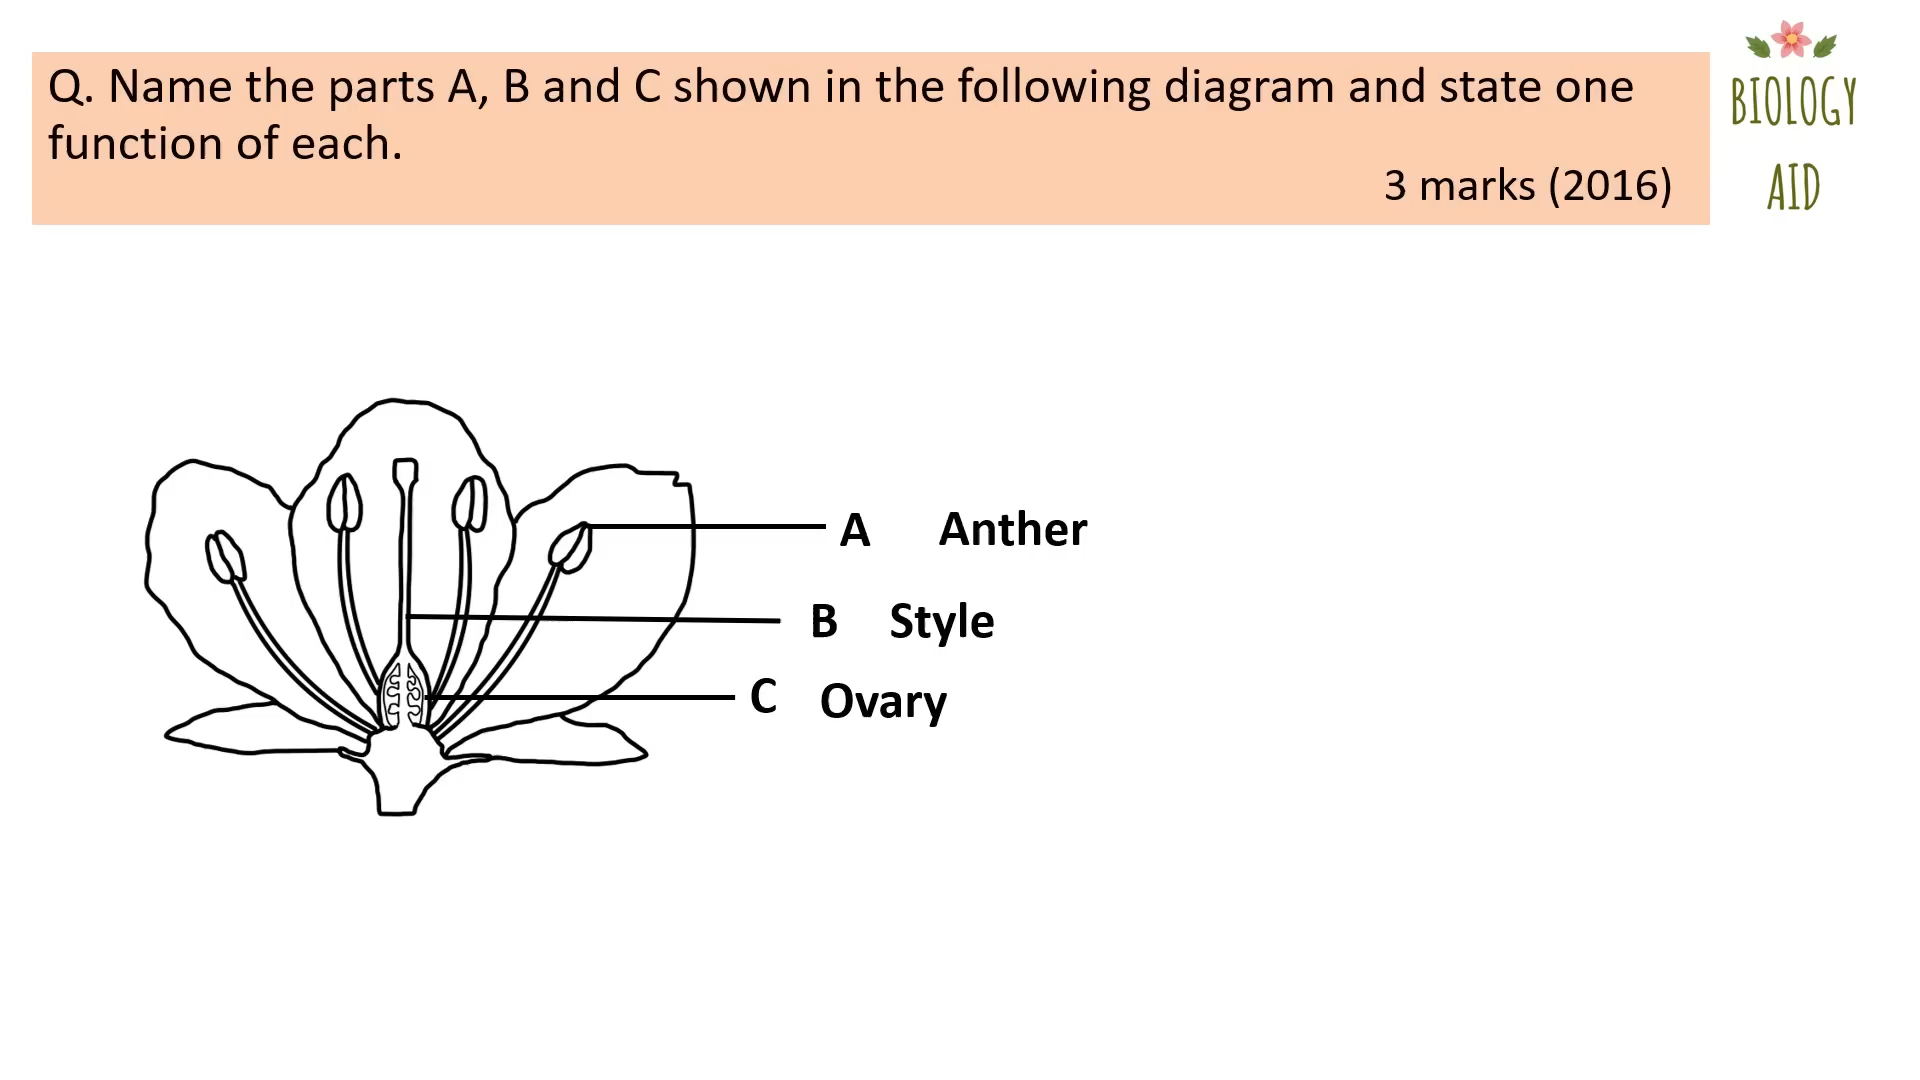 Q. Name the parts A, B and C shown in the following diagram and state one
function of each.
3 marks (2016)
BIOLOGY
AID
A Anther
B Style
C Ovary